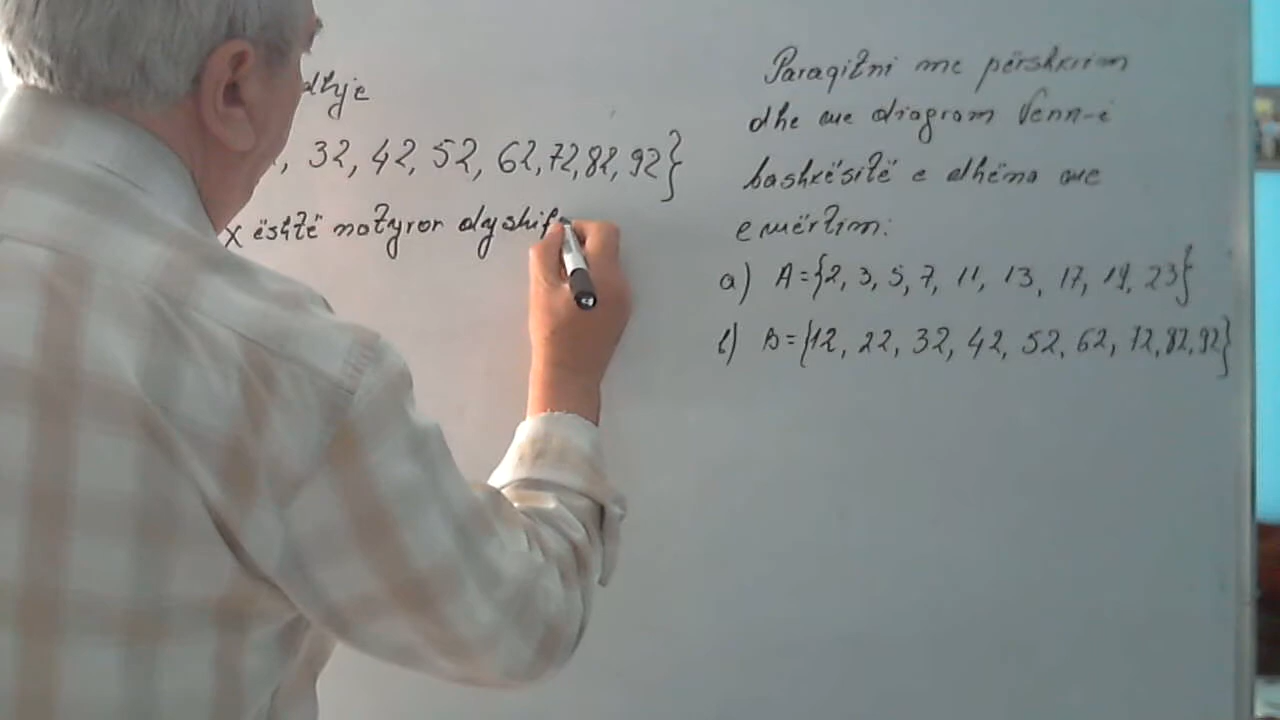 dhje
, 32, 42, 52, 62, 72, 82, 92}
x është natyror dyshif
Paraqitni me përshkrim
dhe me diagram Venn-i
bashkësitë e dhëna me
emërtim:
a) A={2, 3, 5, 7, 11, 13, 17, 19, 23}
b) B={12, 22, 32, 42, 52, 62, 72, 82, 92}